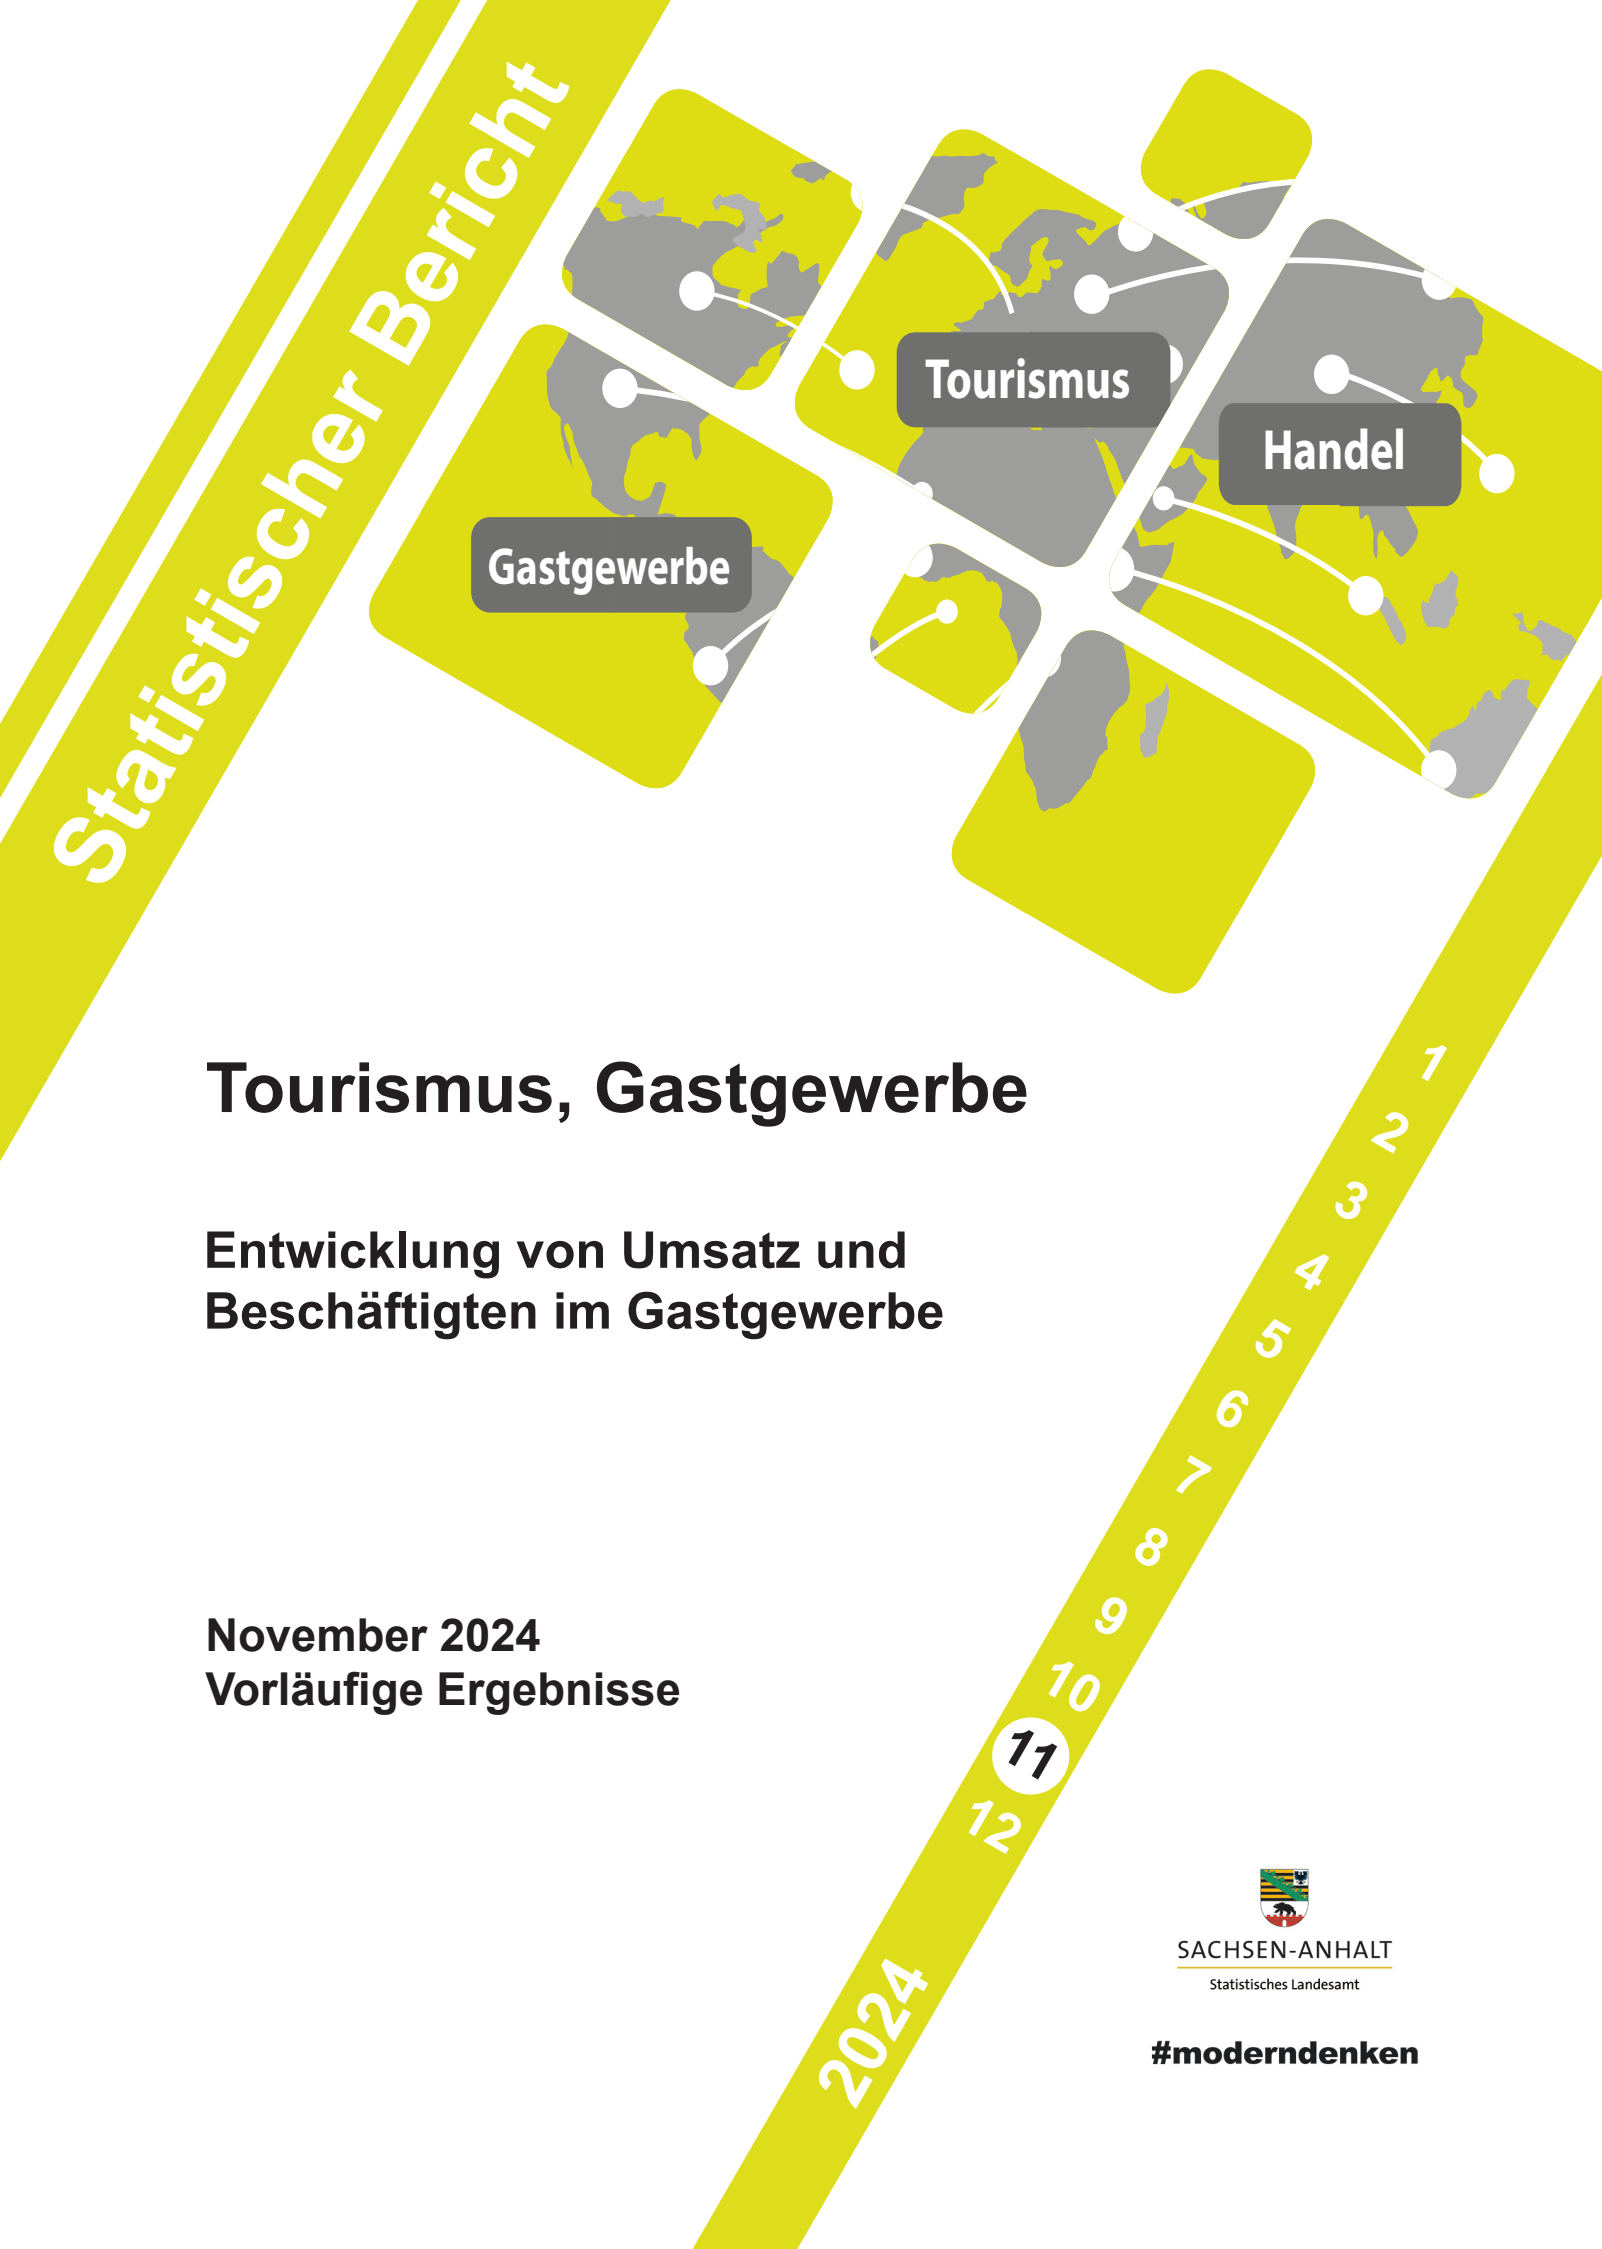 Statistischer Bericht
Tourismus
Handel
Gastgewerbe
Tourismus, Gastgewerbe
Entwicklung von Umsatz und
Beschäftigten im Gastgewerbe
November 2024
Vorläufige Ergebnisse
1
2
3
4
5
6
7
8
9
10
11
12
2024
SACHSEN-ANHALT
Statistisches Landesamt
#moderndenken